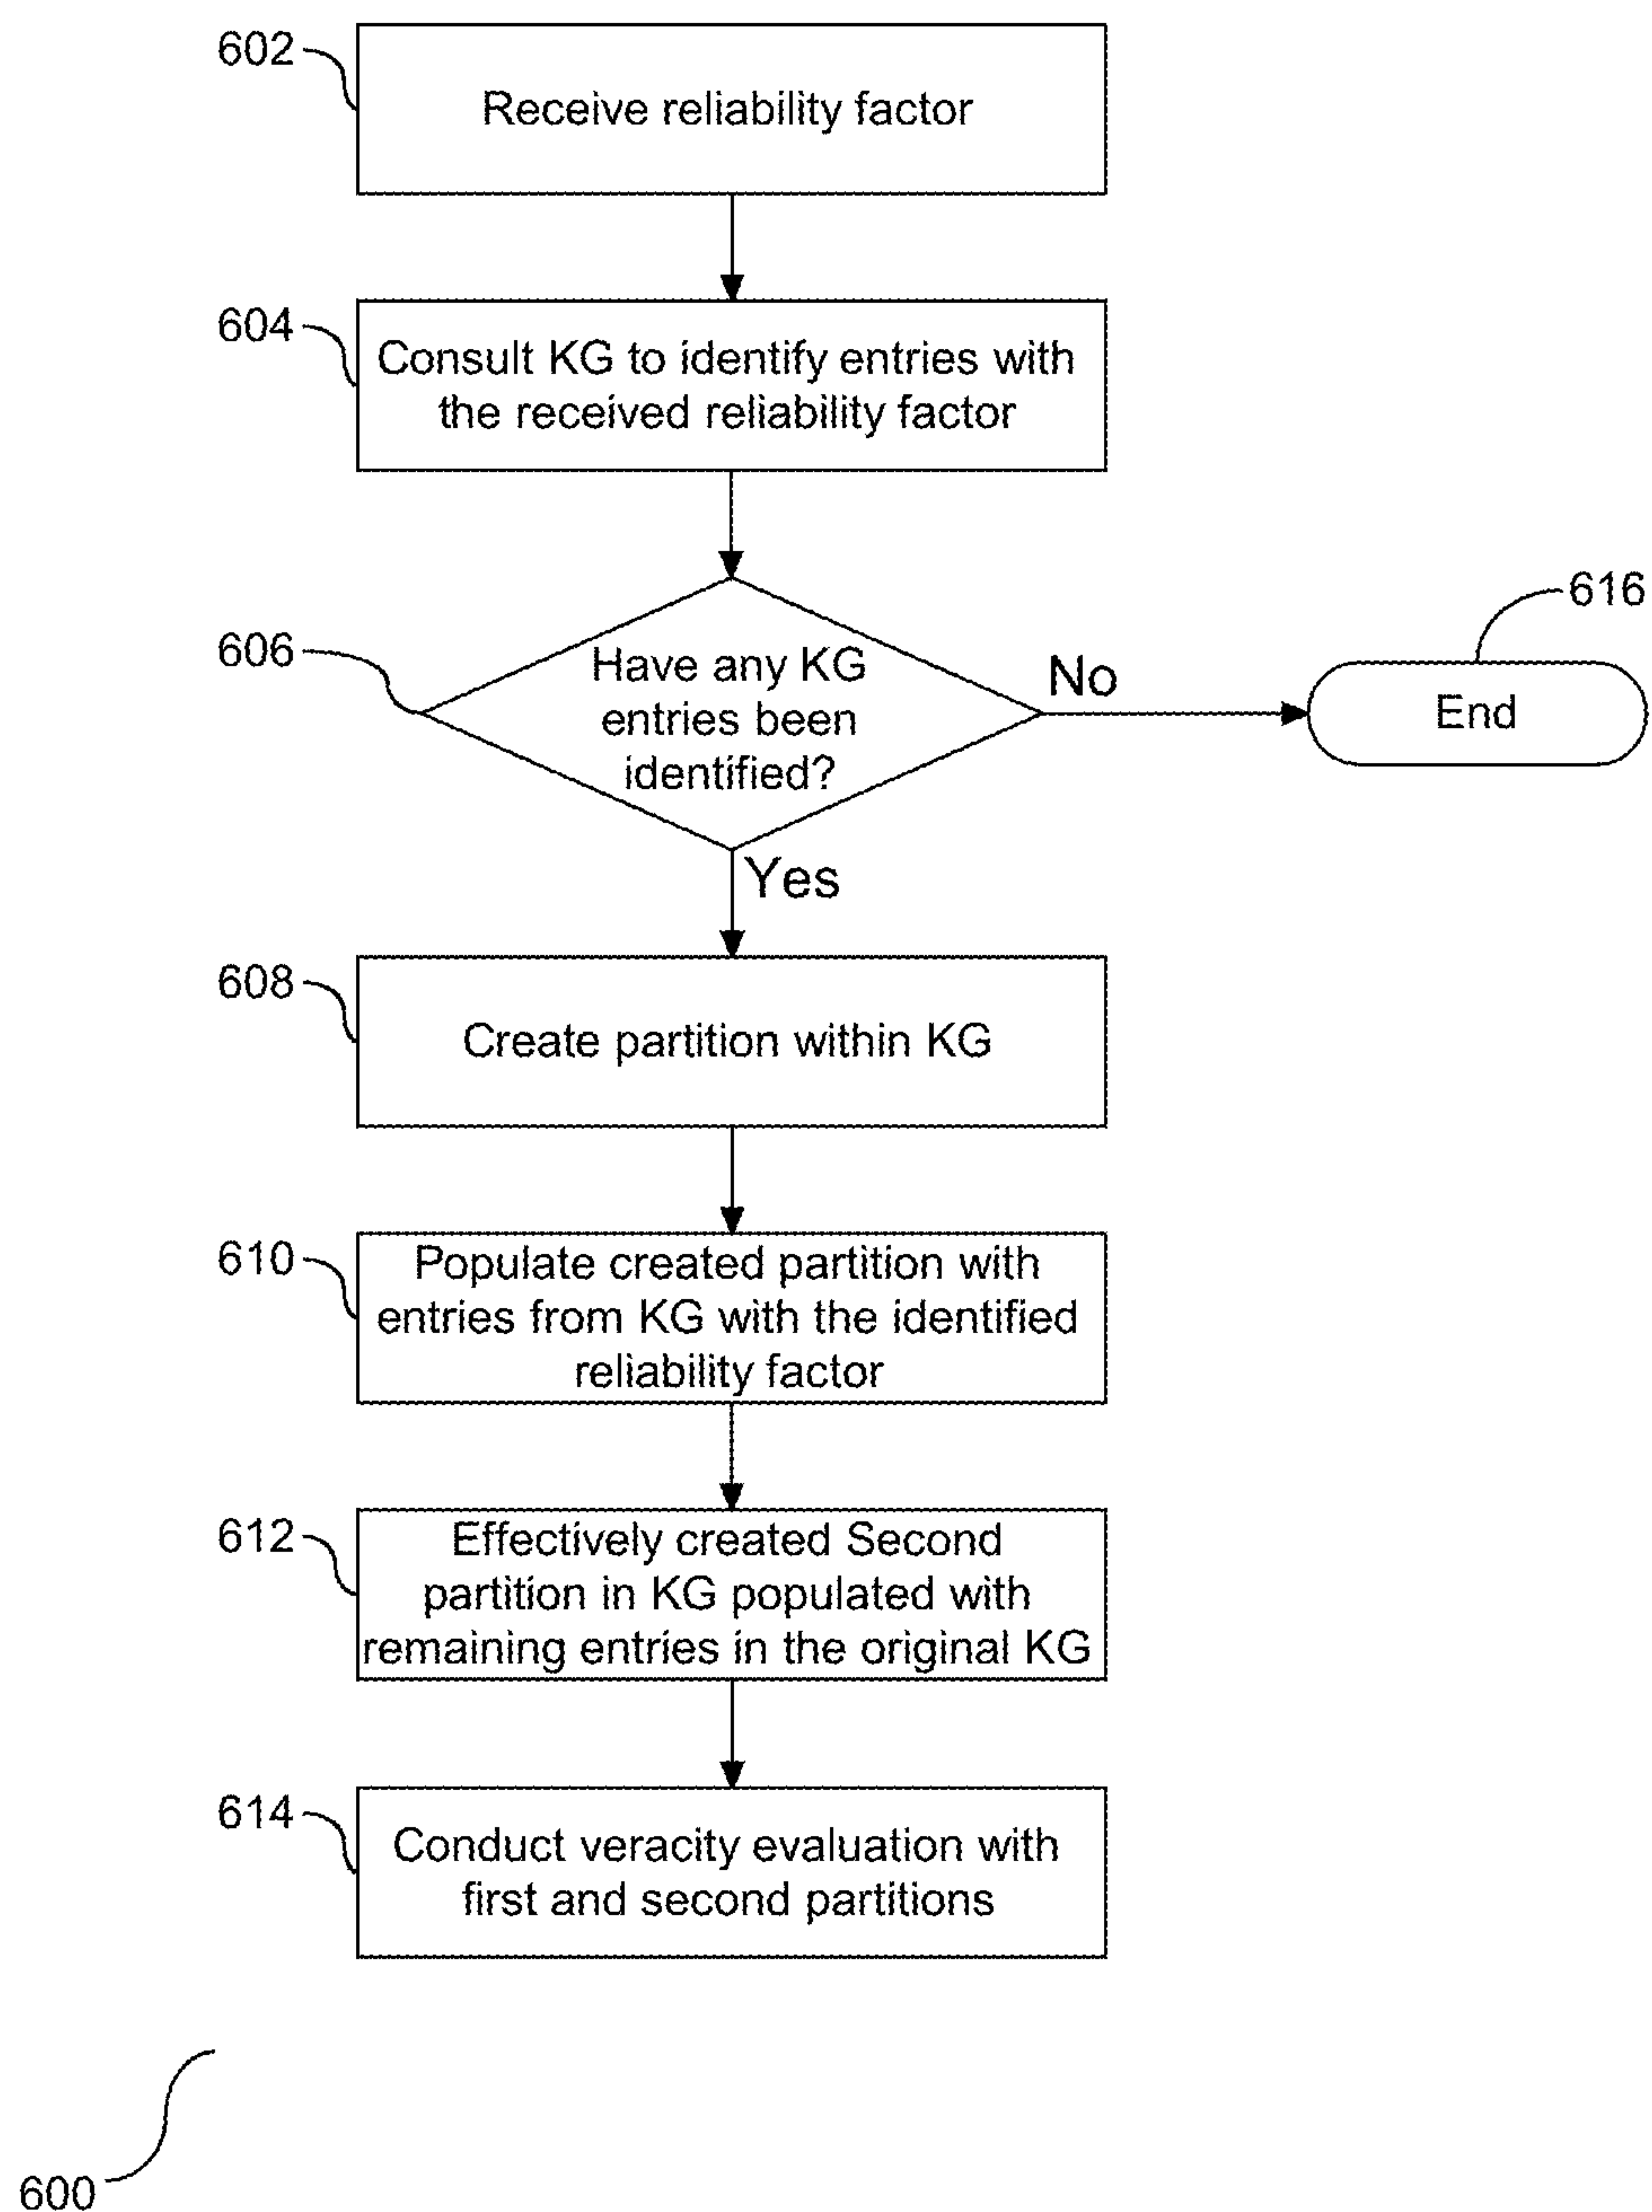 602
Receive reliability factor
604
Consult KG to identify entries with
the received reliability factor
606
Have any KG
entries been
identified?
No
616
End
Yes
608
Create partition within KG
610
Populate created partition with
entries from KG with the identified
reliability factor
612
Effectively created Second
partition in KG populated with
remaining entries in the original KG
614
Conduct veracity evaluation with
first and second partitions
600